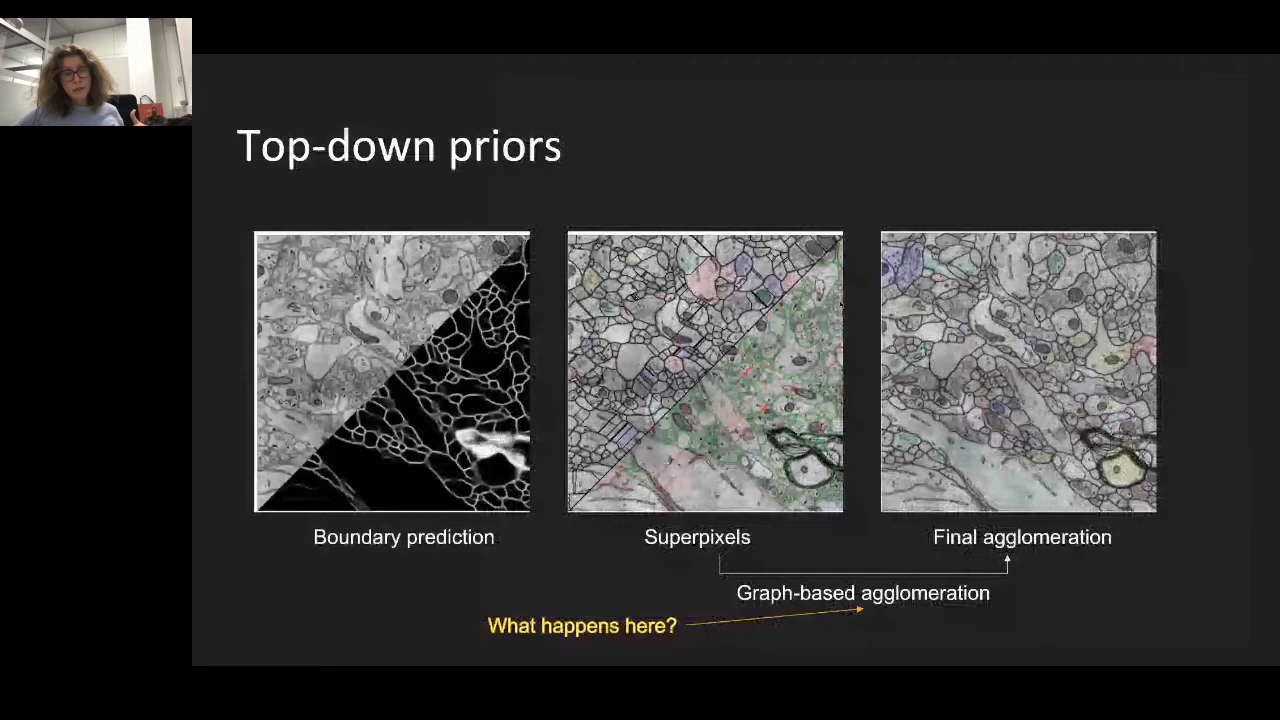 Top-down priors
Boundary prediction
Superpixels
Final agglomeration
Graph-based agglomeration
What happens here?